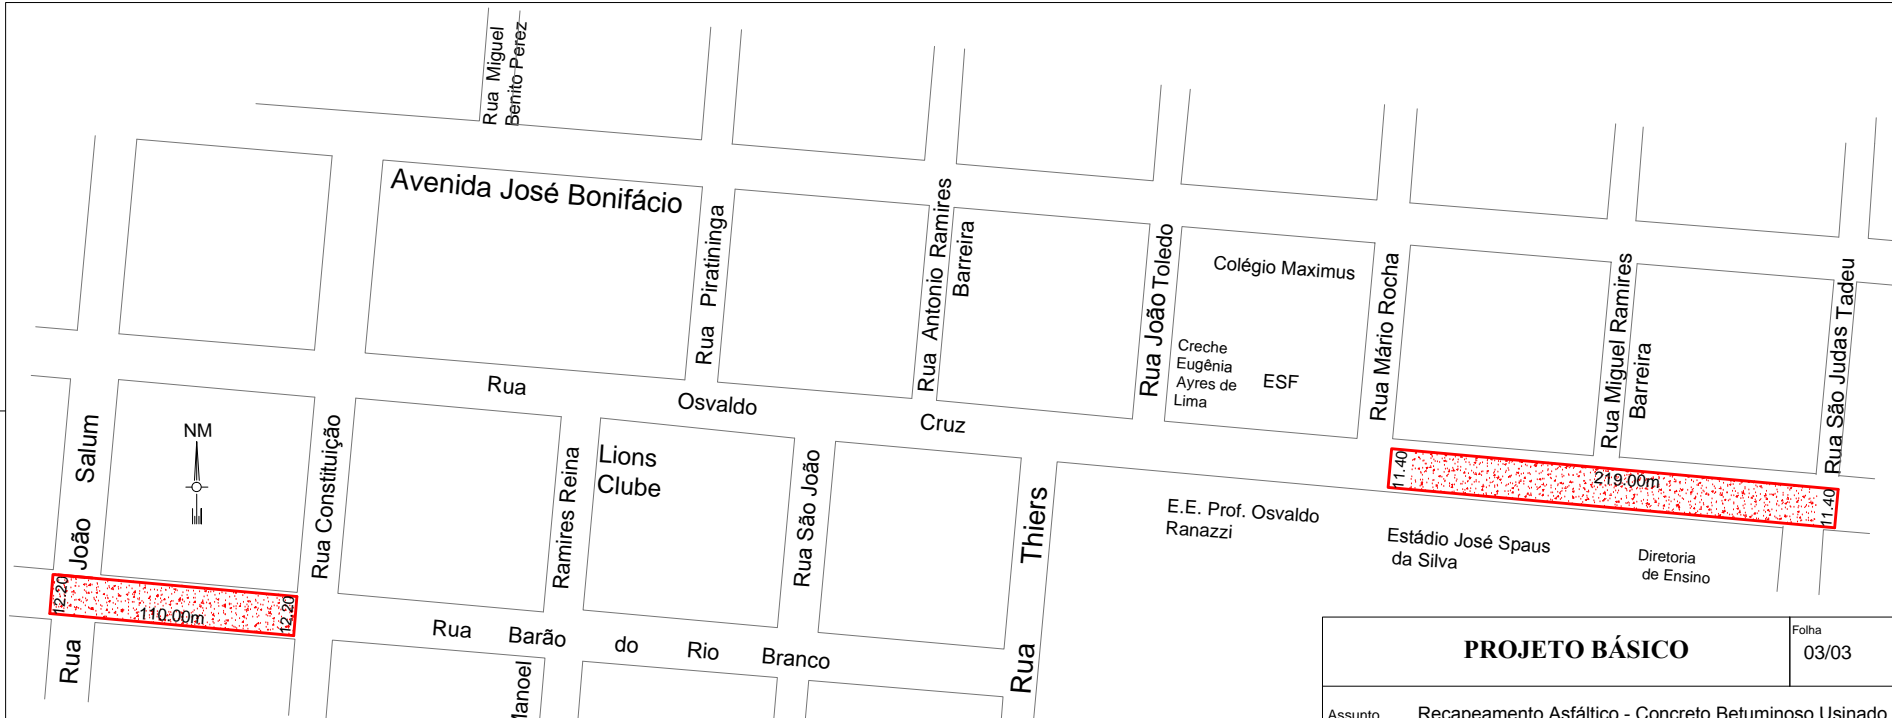 Rua Miguel
Benito Perez
Avenida José Bonifácio
Rua Piratininga
Rua Antonio Ramires
Barreira
Rua João Toledo
Colégio Maximus
Creche
Eugênia
Ayres de
Lima
ESF
Rua Mário Rocha
Rua Miguel Ramires
Barreira
Rua São Judas Tadeu
Rua Osvaldo Cruz
NM
Rua João Salum
Rua Constituição
Ramires Reina
Manoel
Lions
Clube
Rua São João
Rua Thiers
E.E. Prof. Osvaldo
Ranazzi
Estádio José Spaus
da Silva
Diretoria
de Ensino
11.40
219.00m
11.40
12.20
110.00m
12.20
Rua Barão do Rio Branco
PROJETO BÁSICO
Folha
03/03
Assunto
Recapeamento Asfáltico - Concreto Betuminoso Usinado